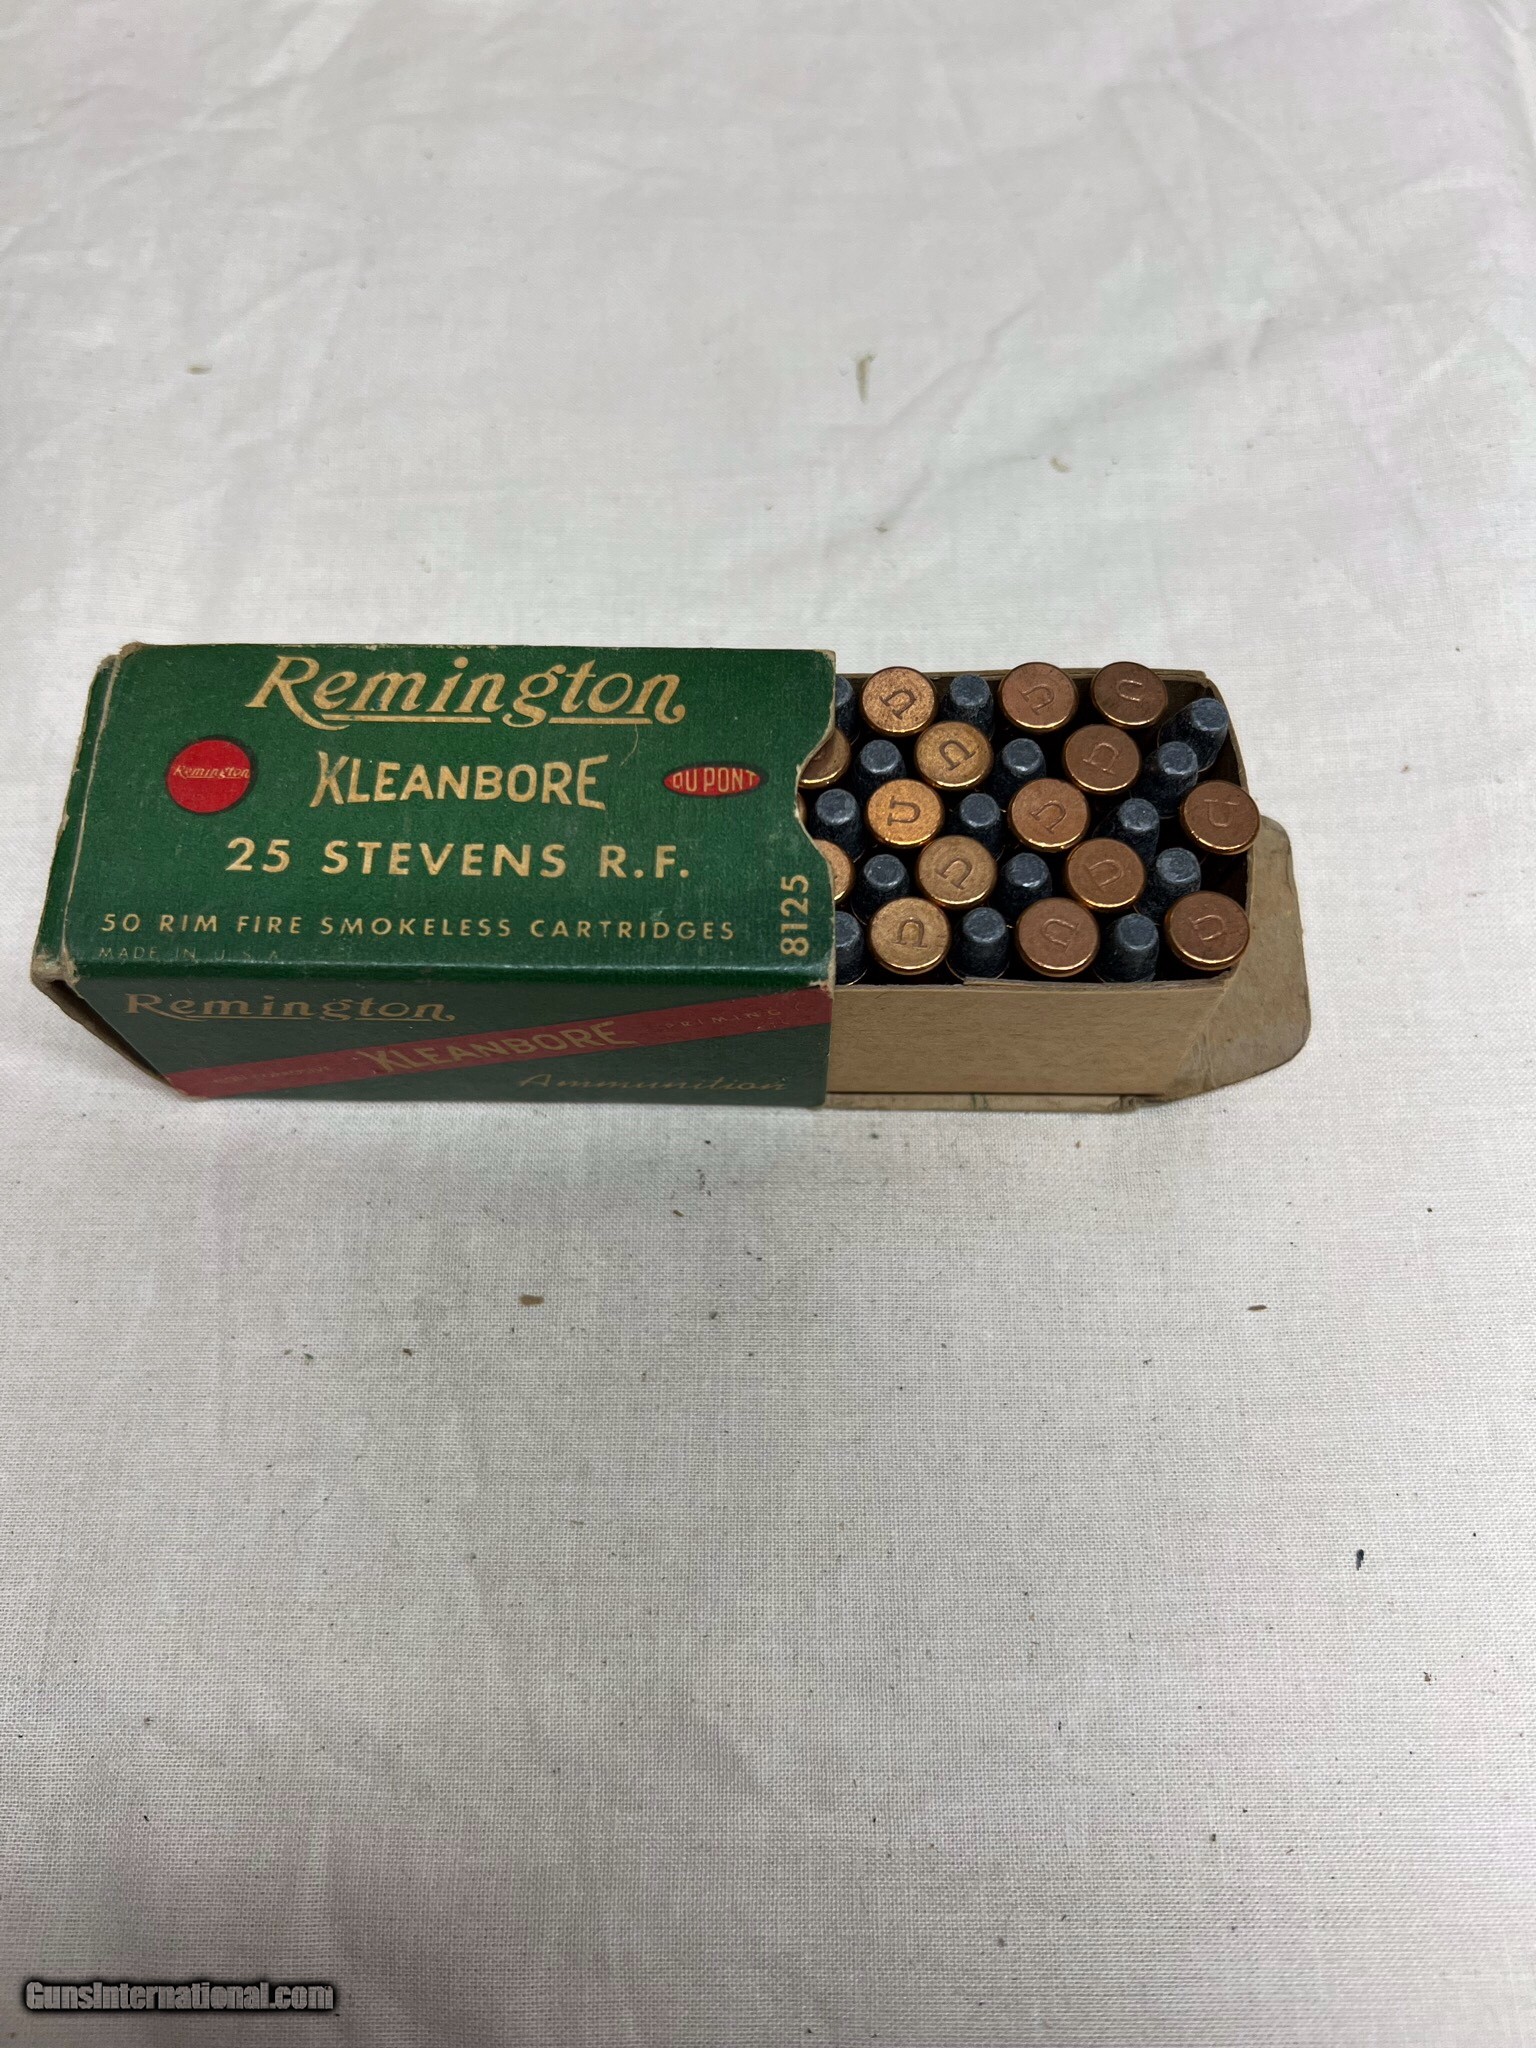 Remington
Remington
KLEANBORE
DU PONT
25 STEVENS R.F.
50 RIM FIRE SMOKELESS CARTRIDGES
MADE IN U.S.A.
8125
Remington
KLEANBORE PRIMING
Ammunition
U
U
U
U
U
U
U
U
U
U
U
U
U
GunsInternational.com